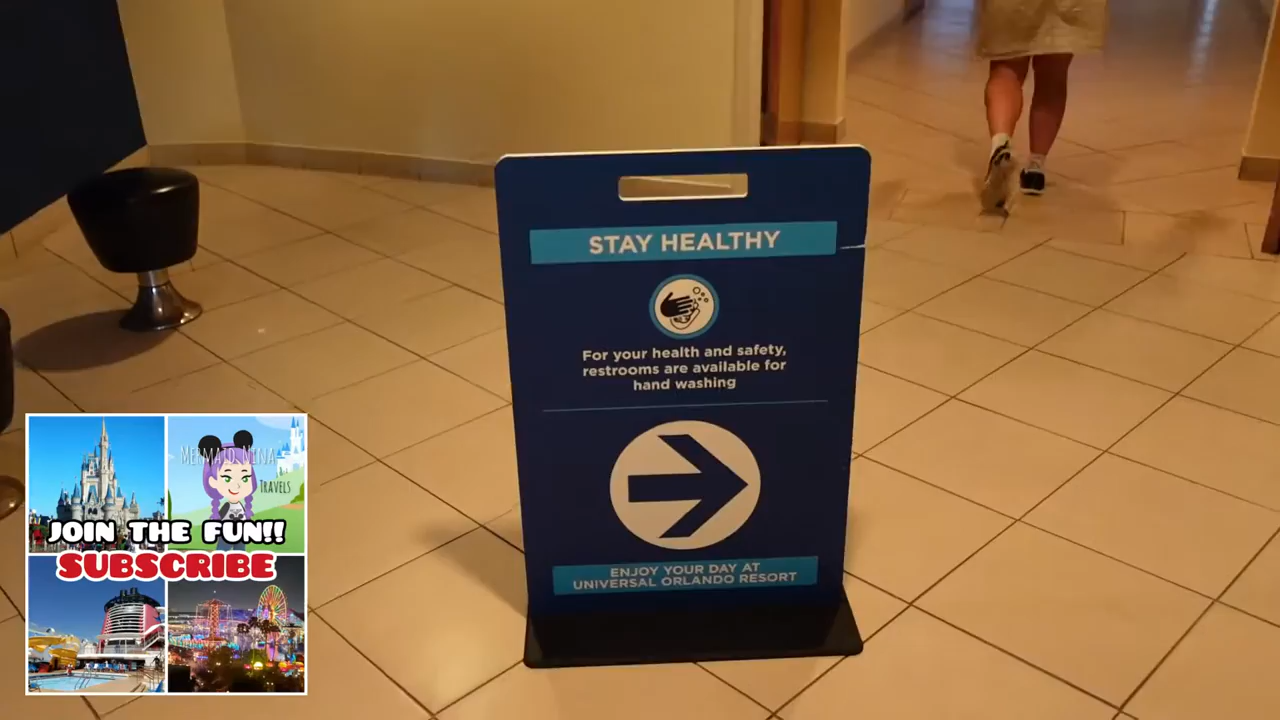 STAY HEALTHY
For your health and safety,
restrooms are available for
hand washing
ENJOY YOUR DAY AT
UNIVERSAL ORLANDO RESORT
MERMAID NINA
TRAVELS
JOIN THE FUN!!
SUBSCRIBE